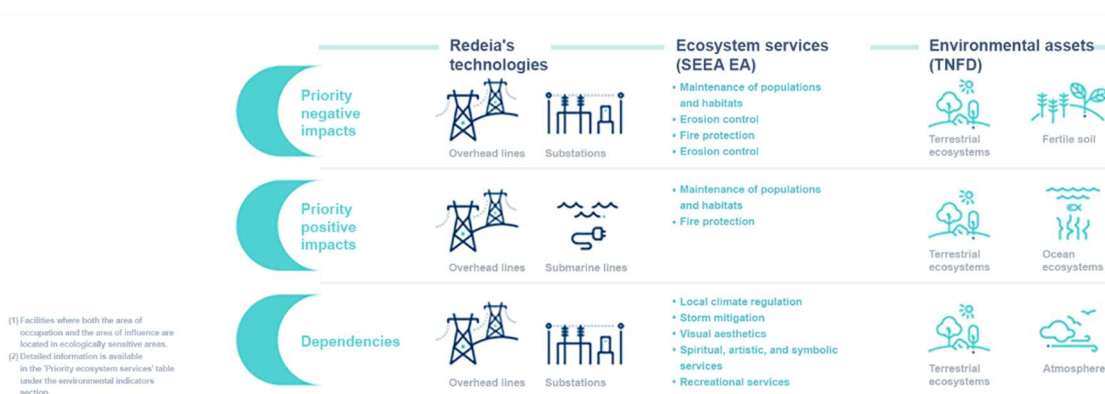 Redeia's
technologies
Ecosystem services
(SEEA EA)
Environmental assets
(TNFD)
Priority
negative
impacts
Overhead lines
Substations
• Maintenance of populations
and habitats
• Erosion control
• Fire protection
• Erosion control
Terrestrial
ecosystems
Fertile soil
Priority
positive
impacts
Overhead lines
Submarine lines
• Maintenance of populations
and habitats
• Fire protection
Terrestrial
ecosystems
Ocean
ecosystems
Dependencies
Overhead lines
Substations
• Local climate regulation
• Storm mitigation
• Visual aesthetics
• Spiritual, artistic, and symbolic
services
• Recreational services
Terrestrial
ecosystems
Atmosphere
(1) Facilities where both the area of
occupation and the area of influence are
located in ecologically sensitive areas.
(2) Detailed information is available
in the 'Priority ecosystem services' table
under the environmental indicators
section.